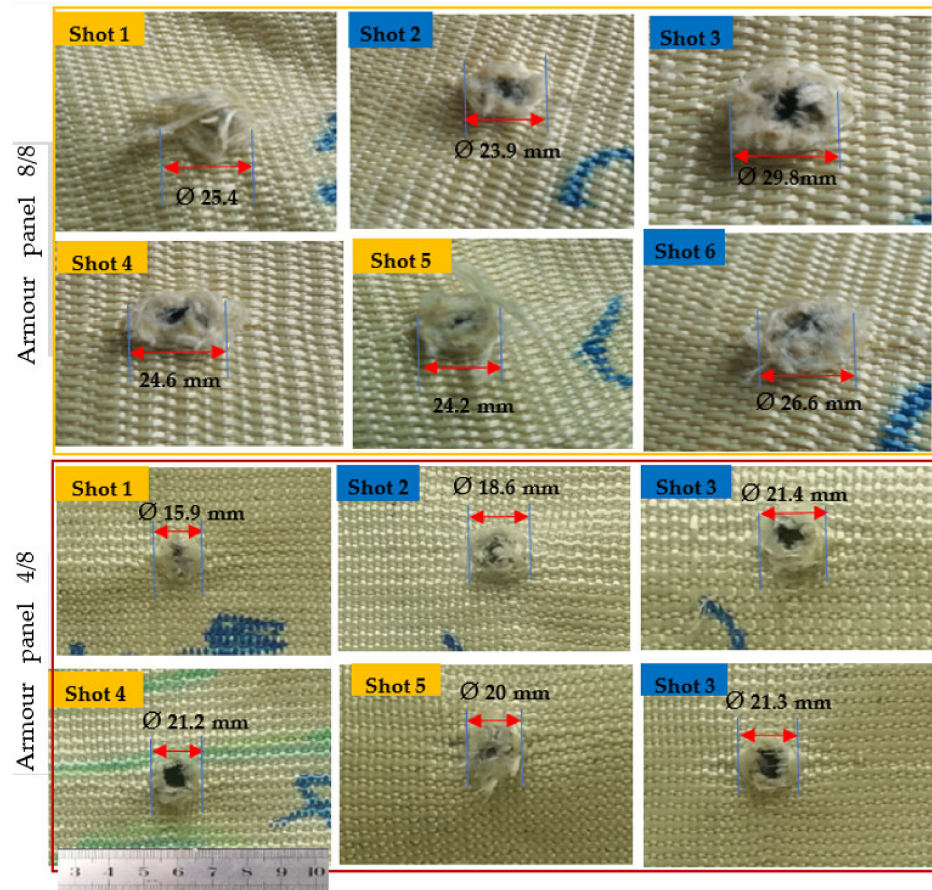 Armour panel 8/8
Shot 1
Ø 25.4
Shot 2
Ø 23.9 mm
Shot 3
Ø 29.8mm
Shot 4
24.6 mm
Shot 5
24.2 mm
Shot 6
Ø 26.6 mm
Armour panel 4/8
Shot 1
Ø 15.9 mm
Shot 2
Ø 18.6 mm
Shot 3
Ø 21.4 mm
Shot 4
Ø 21.2 mm
Shot 5
Ø 20 mm
Shot 3
Ø 21.3 mm
3 4 5 6 7 8 9 10